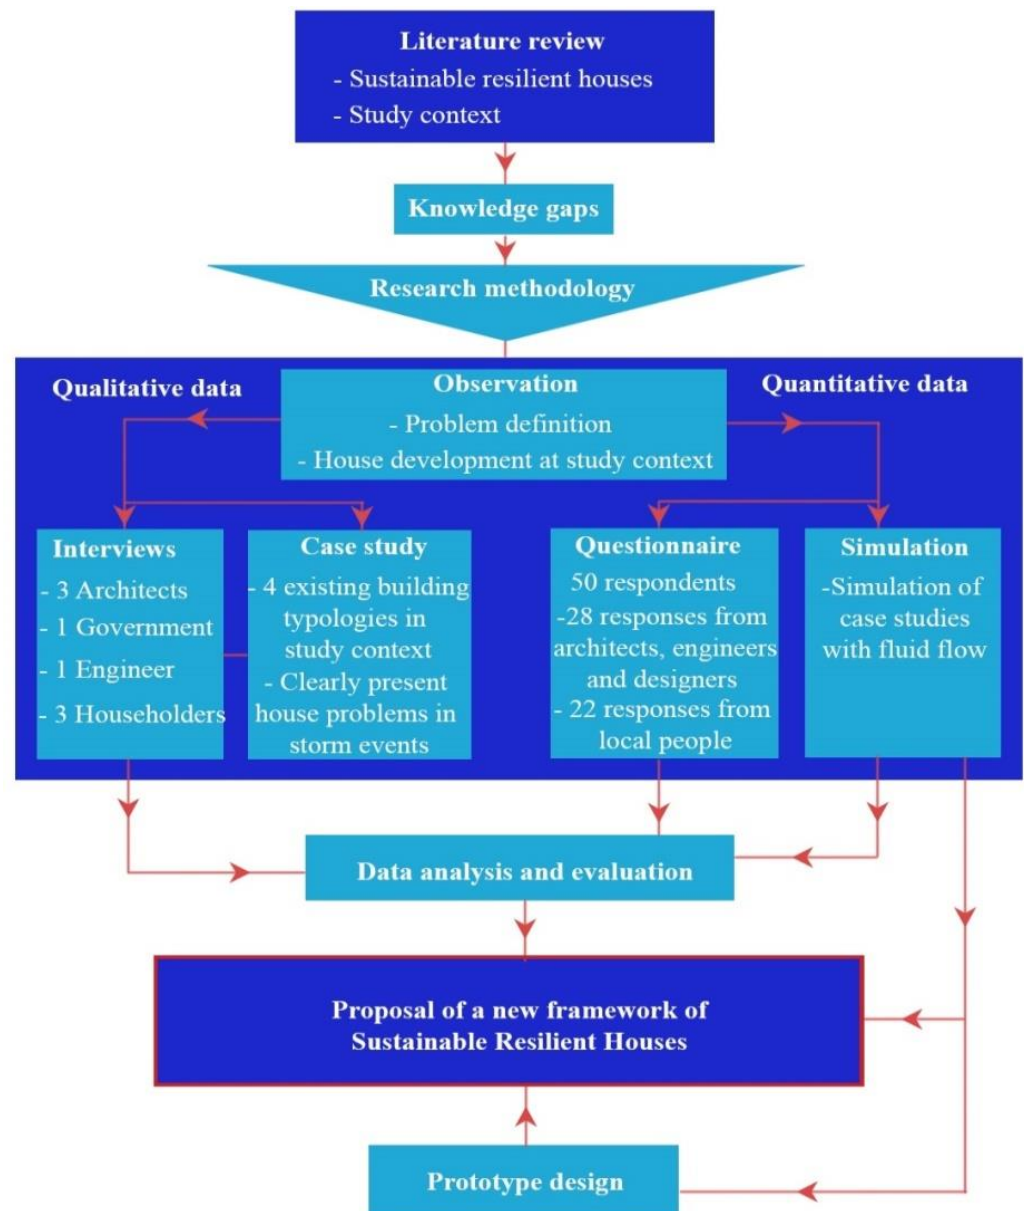 Literature review
- Sustainable resilient houses
- Study context
Knowledge gaps
Research methodology
Qualitative data
Observation
- Problem definition
- House development at study context
Quantitative data
Interviews
- 3 Architects
- 1 Government
- 1 Engineer
- 3 Householders
Case study
- 4 existing building
typologies in
study context
- Clearly present
house problems in
storm events
Questionnaire
50 respondents
-28 responses from
architects, engineers
and designers
- 22 responses from
local people
Simulation
-Simulation of
case studies
with fluid flow
Data analysis and evaluation
Proposal of a new framework of
Sustainable Resilient Houses
Prototype design